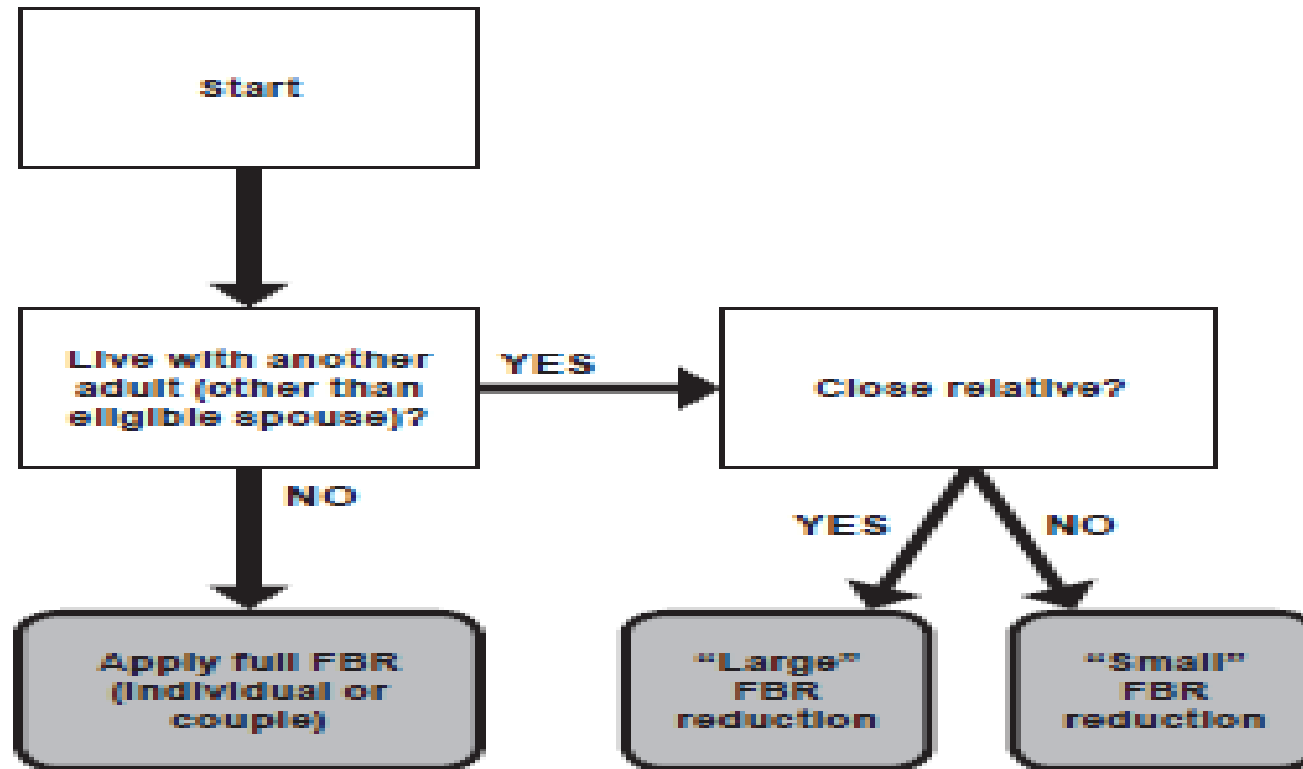 Start
Live with another
adult (other than
eligible spouse)?
YES
Close relative?
NO
YES
NO
Apply full FBR
(individual or
couple)
“Large”
FBR
reduction
“Small”
FBR
reduction